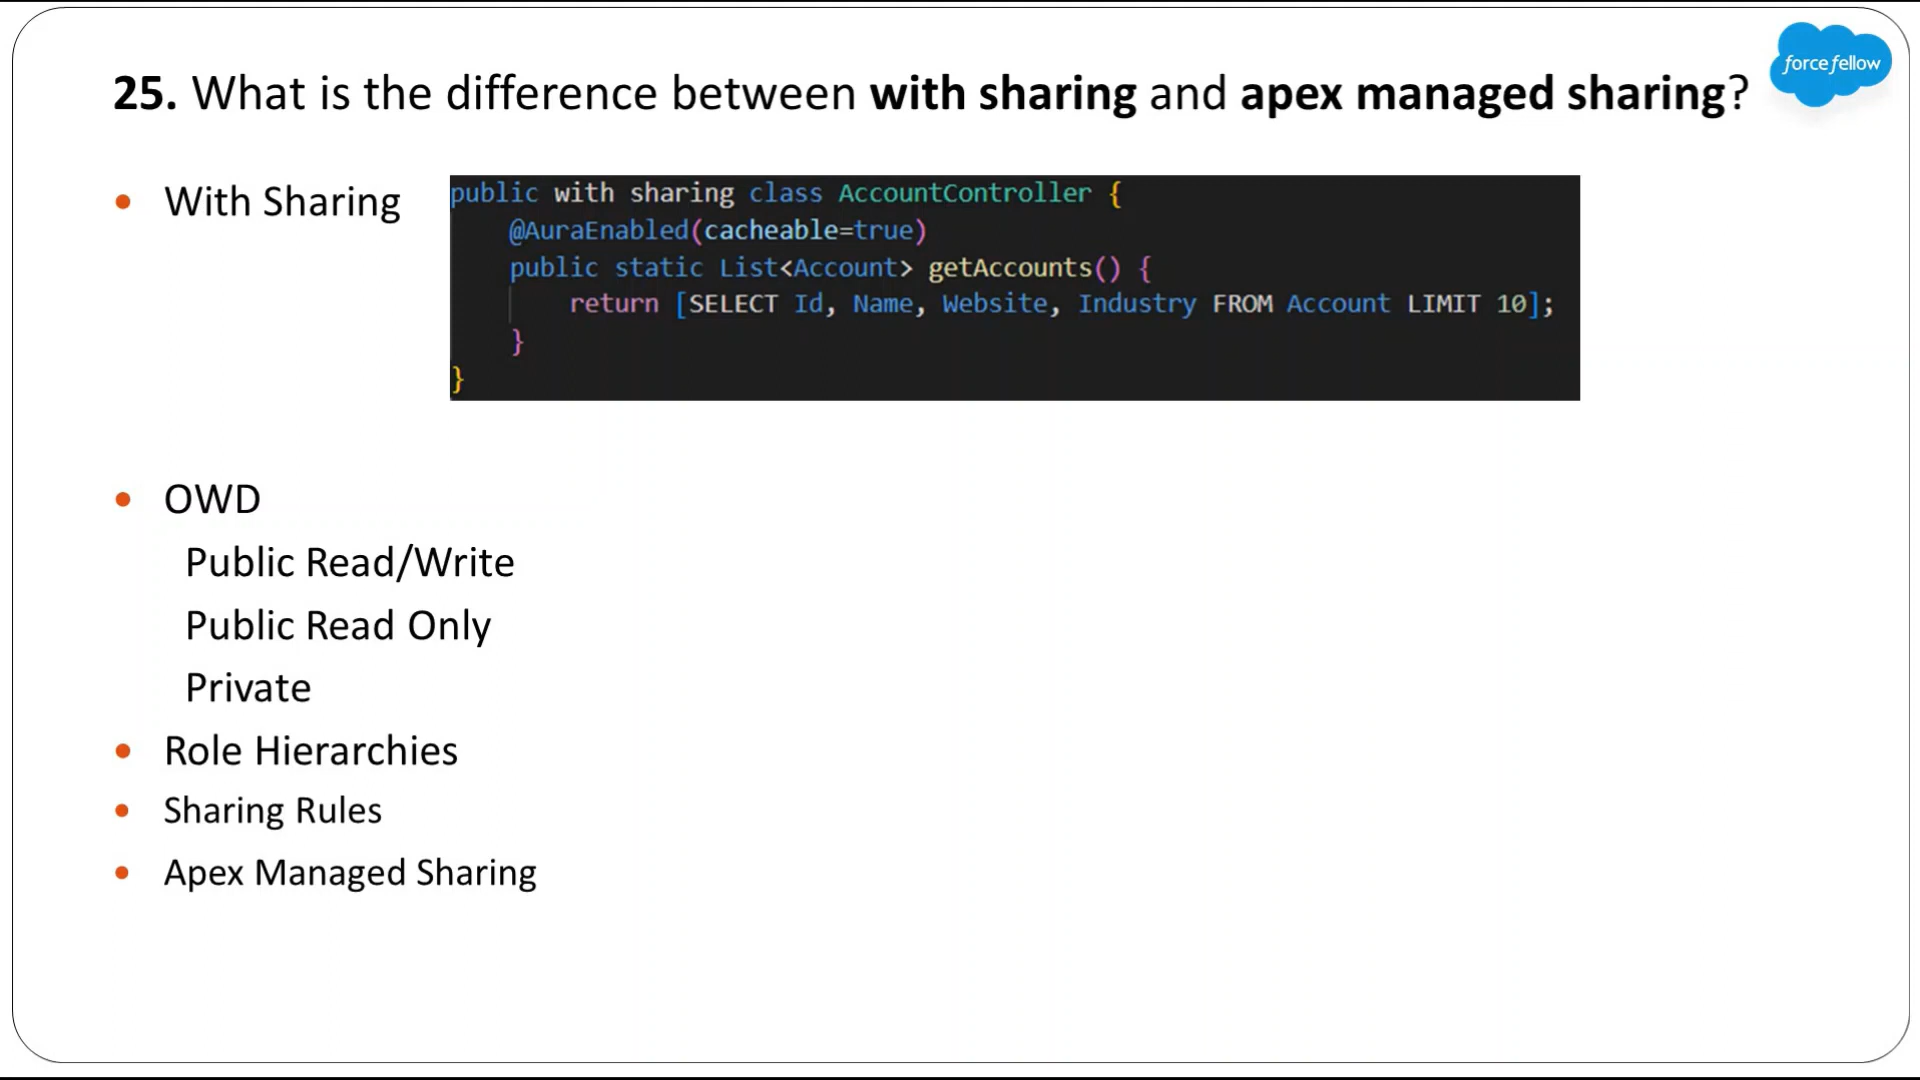 25. What is the difference between with sharing and apex managed sharing?
forcefellow
• With Sharing
public with sharing class AccountController {
@AuraEnabled(cacheable=true)
public static List<Account> getAccounts() {
return [SELECT Id, Name, Website, Industry FROM Account LIMIT 10];
}
}
• OWD
Public Read/Write
Public Read Only
Private
• Role Hierarchies
• Sharing Rules
• Apex Managed Sharing